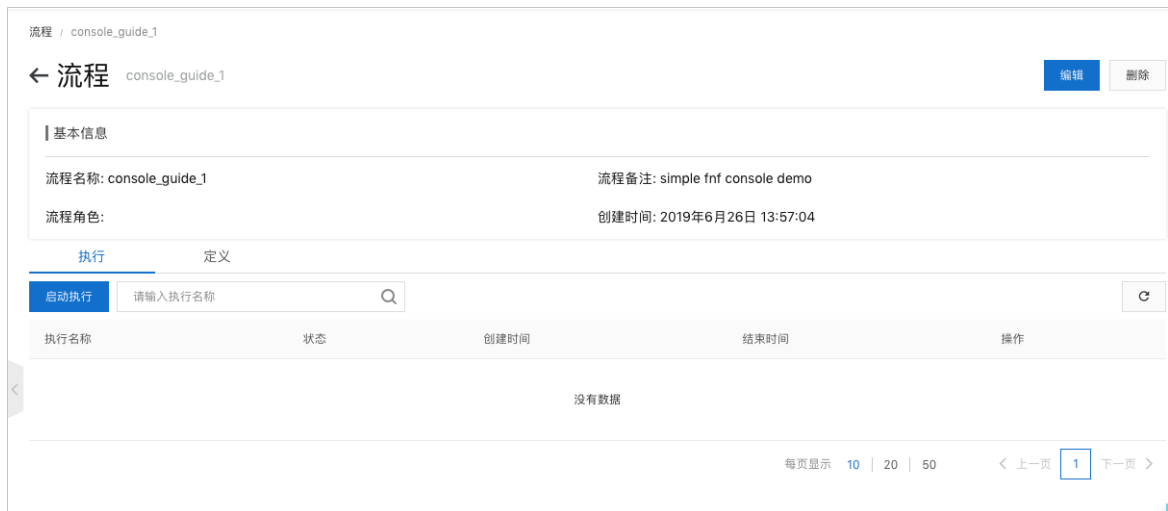 流程 / console_guide_1
← 流程 console_guide_1 编辑 删除
基本信息
流程名称: console_guide_1 流程备注: simple fnf console demo
流程角色: 创建时间: 2019年6月26日 13:57:04
执行 定义
启动执行 请输入执行名称
执行名称 状态 创建时间 结束时间 操作
没有数据
每页显示 10 | 20 | 50 < 上一页 1 下一页 >